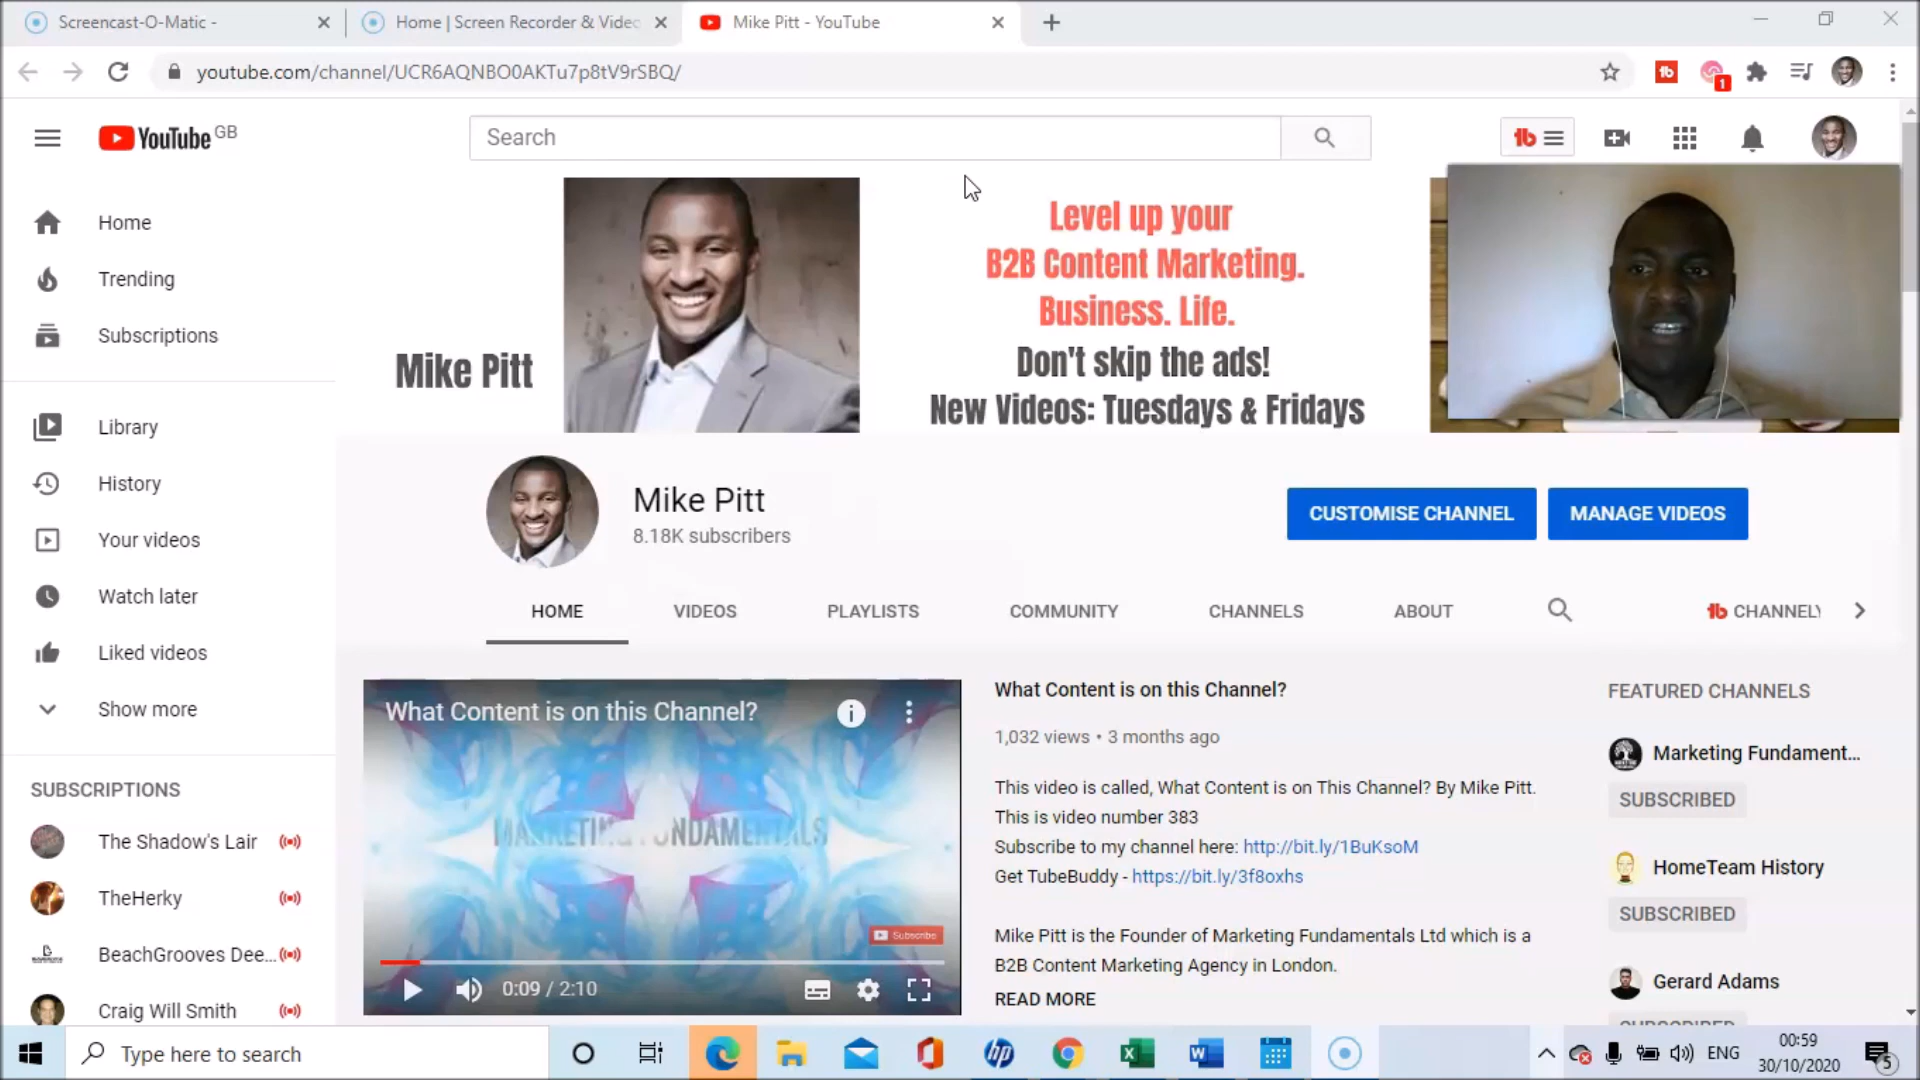 Screencast-O-Matic -
Home | Screen Recorder & Video
Mike Pitt - YouTube
youtube.com/channel/UCR6AQNBO0AKTu7p8tV9rSBQ/
1
YouTube GB
Search
Home
Trending
Subscriptions
Library
History
Your videos
Watch later
Liked videos
Show more
SUBSCRIPTIONS
The Shadow's Lair
TheHerky
BeachGrooves Dee...
Craig Will Smith
Mike Pitt
Level up your
B2B Content Marketing.
Business. Life.
Don't skip the ads!
New Videos: Tuesdays & Fridays
Mike Pitt
8.18K subscribers
CUSTOMISE CHANNEL
MANAGE VIDEOS
HOME
VIDEOS
PLAYLISTS
COMMUNITY
CHANNELS
ABOUT
CHANNELY
What Content is on this Channel?
MARKETING FUNDAMENTALS
Subscribe
0:09 / 2:10
What Content is on this Channel?
1,032 views • 3 months ago
This video is called, What Content is on This Channel? By Mike Pitt.
This is video number 383
Subscribe to my channel here: http://bit.ly/1BuKsoM
Get TubeBuddy - https://bit.ly/3f8oxhs
Mike Pitt is the Founder of Marketing Fundamentals Ltd which is a
B2B Content Marketing Agency in London.
READ MORE
FEATURED CHANNELS
Marketing Fundament...
SUBSCRIBED
HomeTeam History
SUBSCRIBED
Gerard Adams
SUBSCRIBED
Type here to search
ENG
00:59
30/10/2020
5